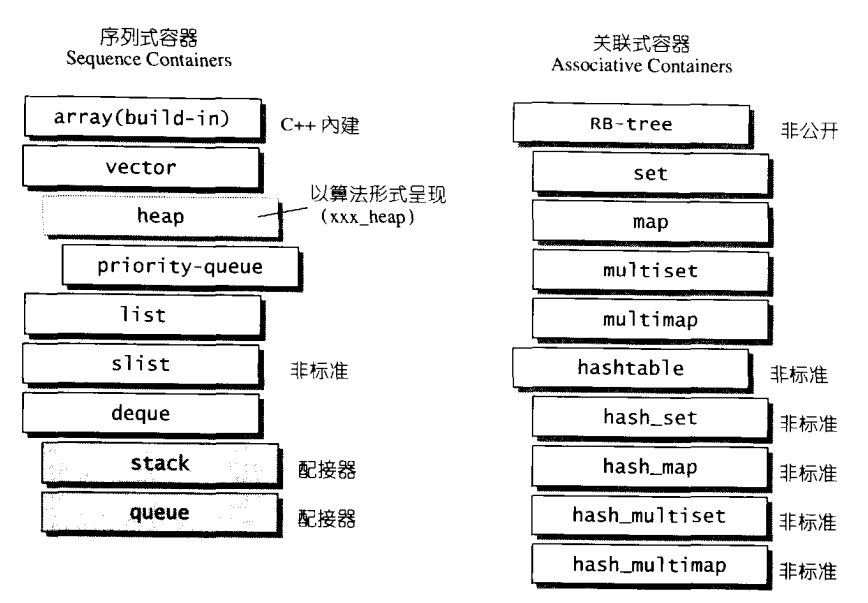 序列式容器
Sequence Containers
array(build-in)
C++ 内建
vector
heap
以算法形式呈现
(xxx_heap)
priority-queue
list
slist
非标准
deque
stack
配接器
queue
配接器
关联式容器
Associative Containers
RB-tree
非公开
set
map
multiset
multimap
hashtable
非标准
hash_set
非标准
hash_map
非标准
hash_multiset
非标准
hash_multimap
非标准